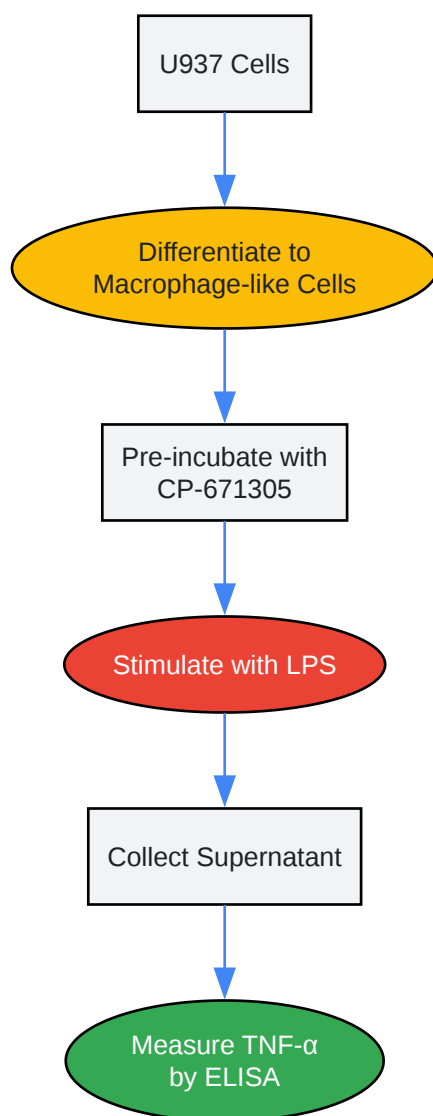 U937 Cells
Differentiate to
Macrophage-like Cells
Pre-incubate with
CP-671305
Stimulate with LPS
Collect Supernatant
Measure TNF-α
by ELISA